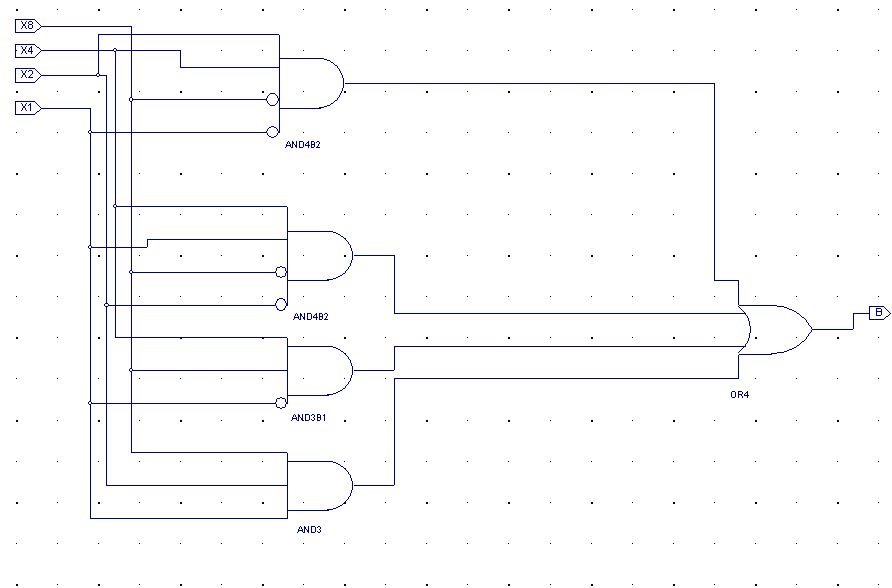 X8
X4
X2
X1
AND4B2
AND4B2
B
OR4
AND3B1
AND3